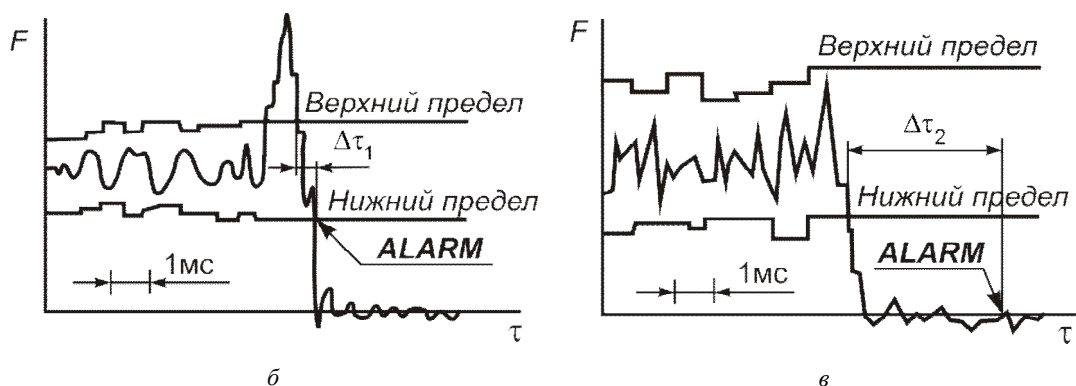 F
Верхний предел
Δτ₁
Нижний предел
ALARM
1мс
τ
б
F
Верхний предел
Δτ₂
Нижний предел
ALARM
1мс
τ
в